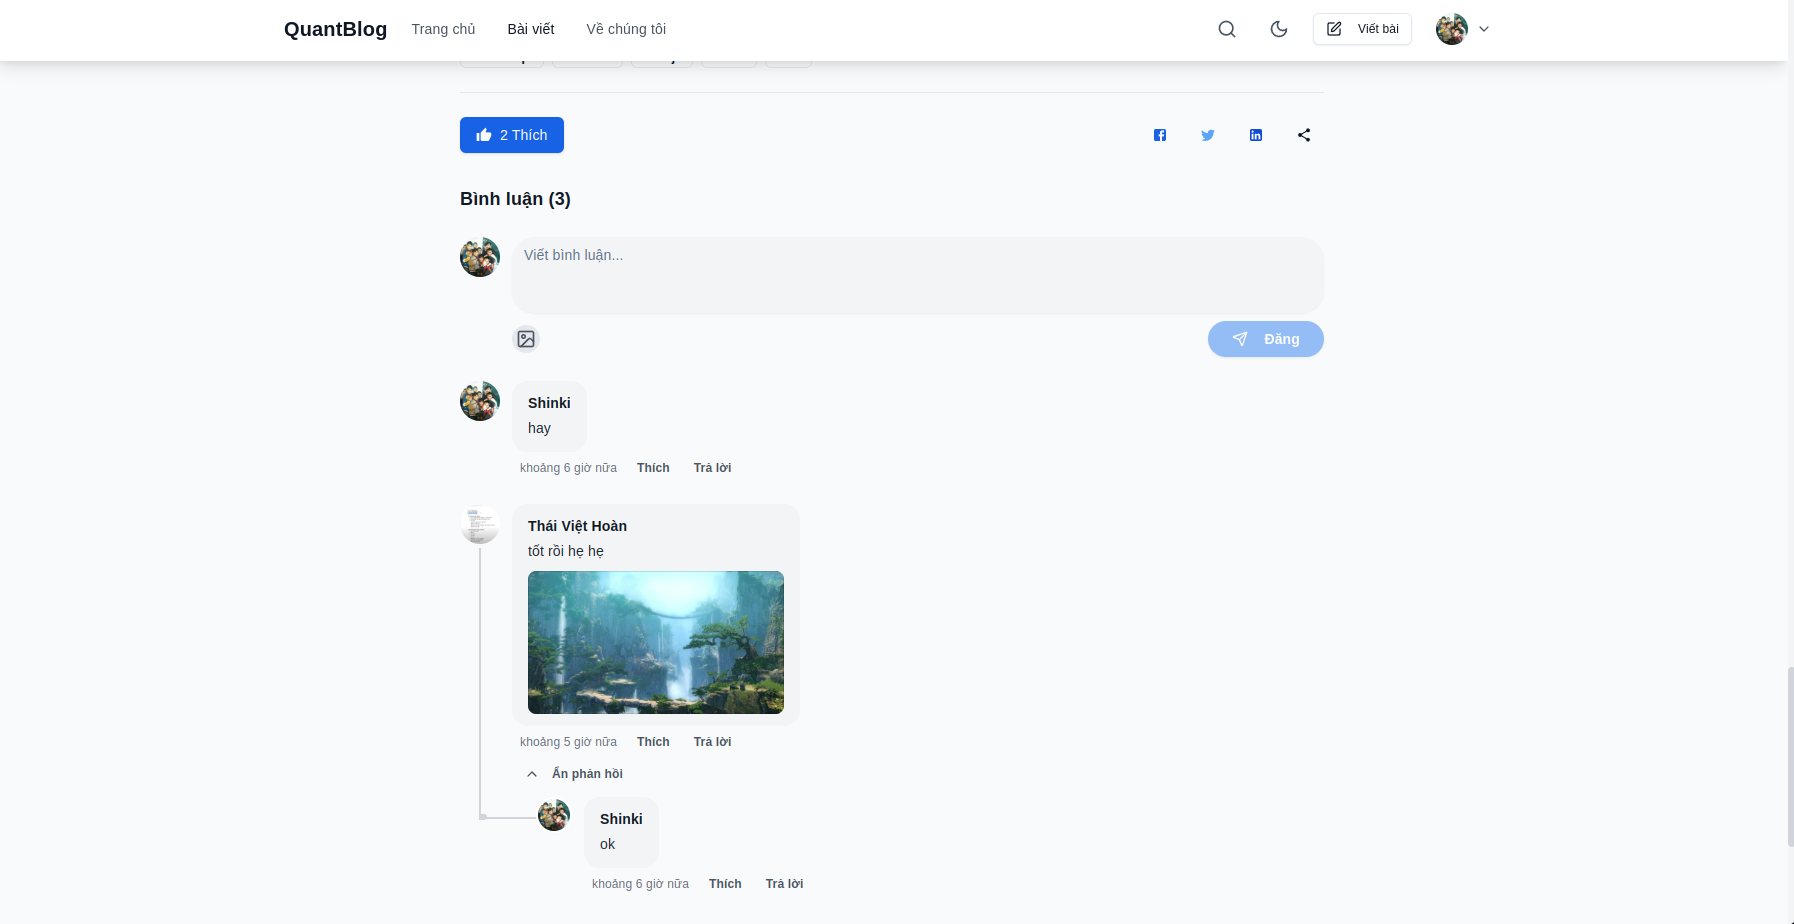 QuantBlog Trang chủ Bài viết Về chúng tôi Viết bài
2 Thích
Bình luận (3)
Viết bình luận...
Đăng
Shinki
hay
khoảng 6 giờ nữa Thích Trả lời
Thái Việt Hoàn
tốt rồi hẹ hẹ
khoảng 5 giờ nữa Thích Trả lời
Ẩn phản hồi
Shinki
ok
khoảng 6 giờ nữa Thích Trả lời